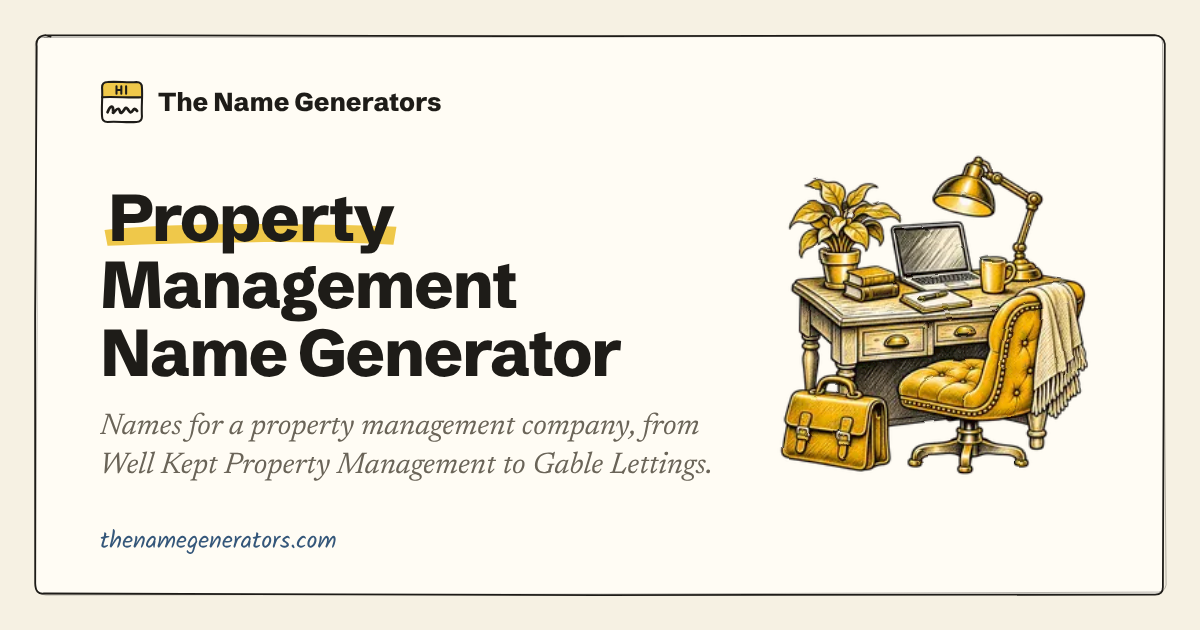 HI
The Name Generators
Property
Management
Name Generator
Names for a property management company, from
Well Kept Property Management to Gable Lettings.
thenamegenerators.com